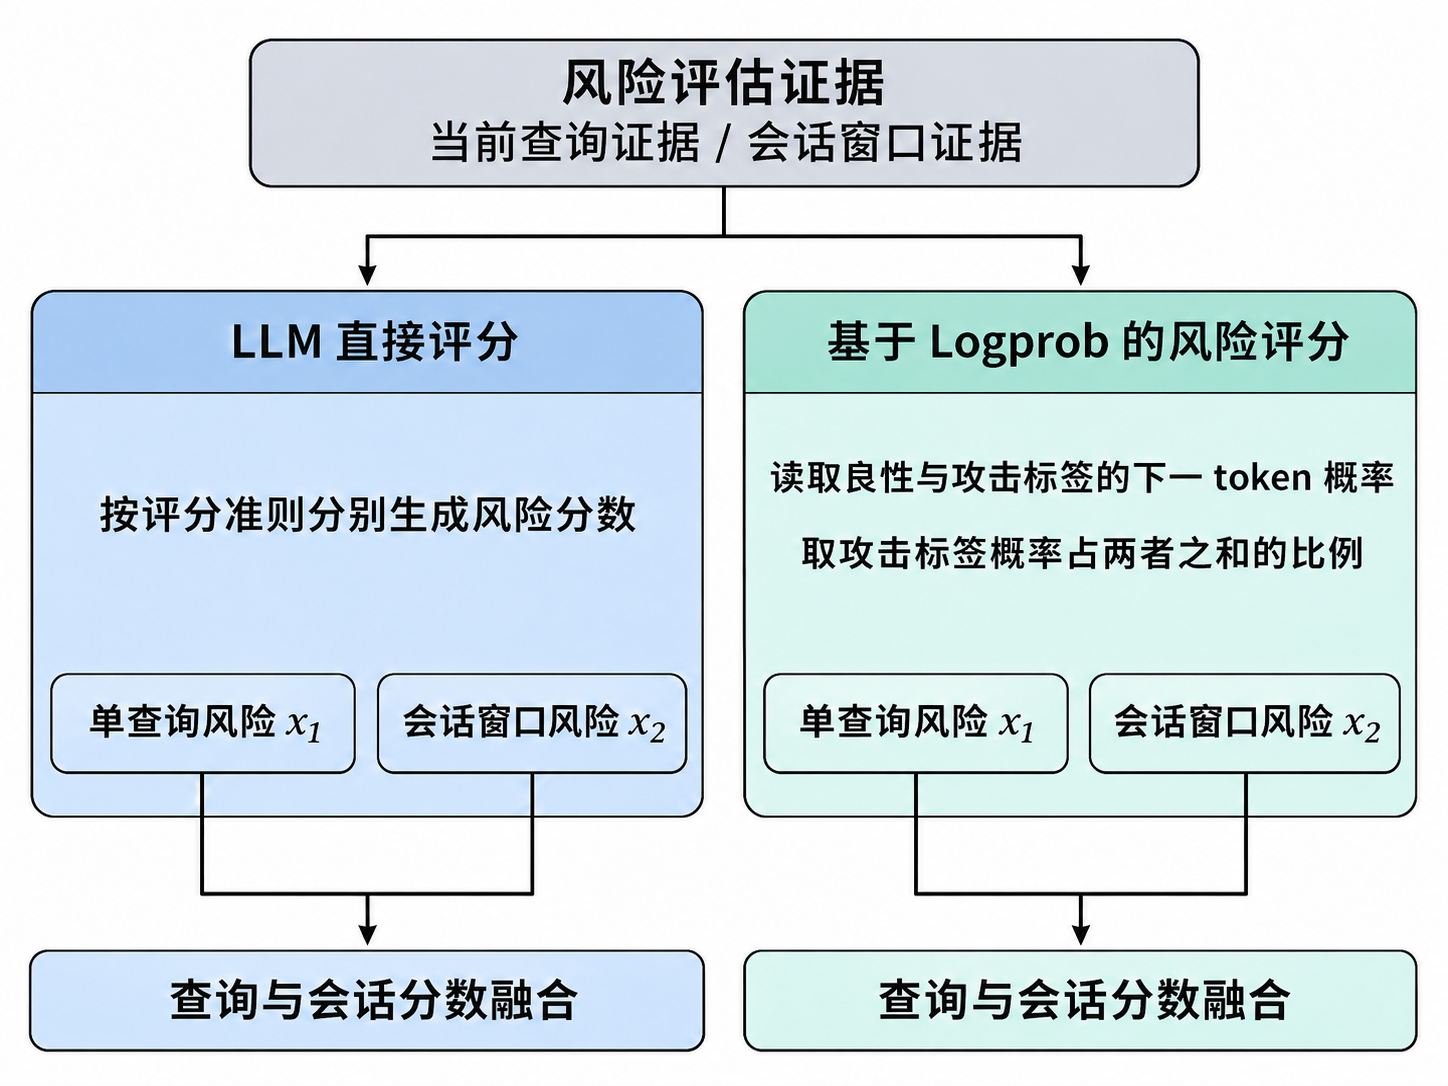 风险评估证据
当前查询证据 / 会话窗口证据
LLM 直接评分
按评分准则分别生成风险分数
单查询风险 x₁
会话窗口风险 x₂
查询与会话分数融合
基于 Logprob 的风险评分
读取良性与攻击标签的下一 token 概率
取攻击标签概率占两者之和的比例
单查询风险 x₁
会话窗口风险 x₂
查询与会话分数融合